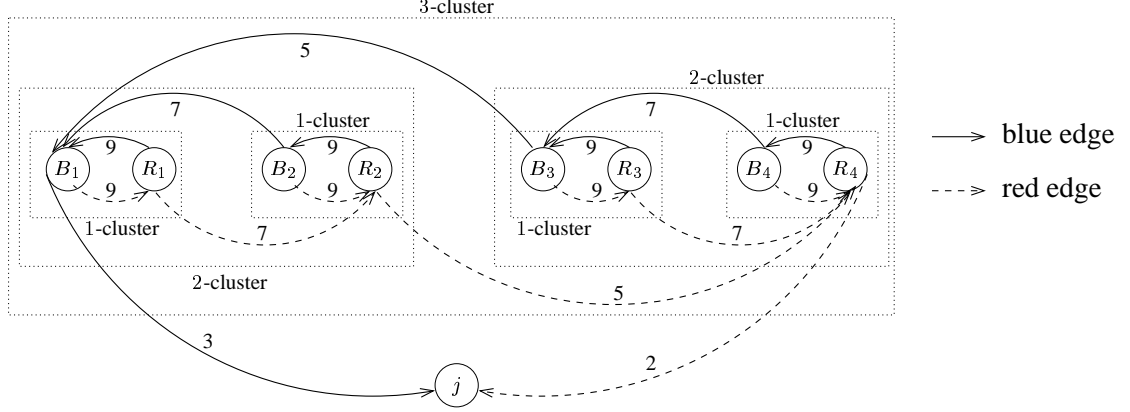 3-cluster
5
2-cluster
7
7
1-cluster
1-cluster
9
9
9
9
B1 R1 B2 R2 B3 R3 B4 R4
9
9
9
9
1-cluster
7
1-cluster
7
2-cluster
5
3
2
j
blue edge
red edge